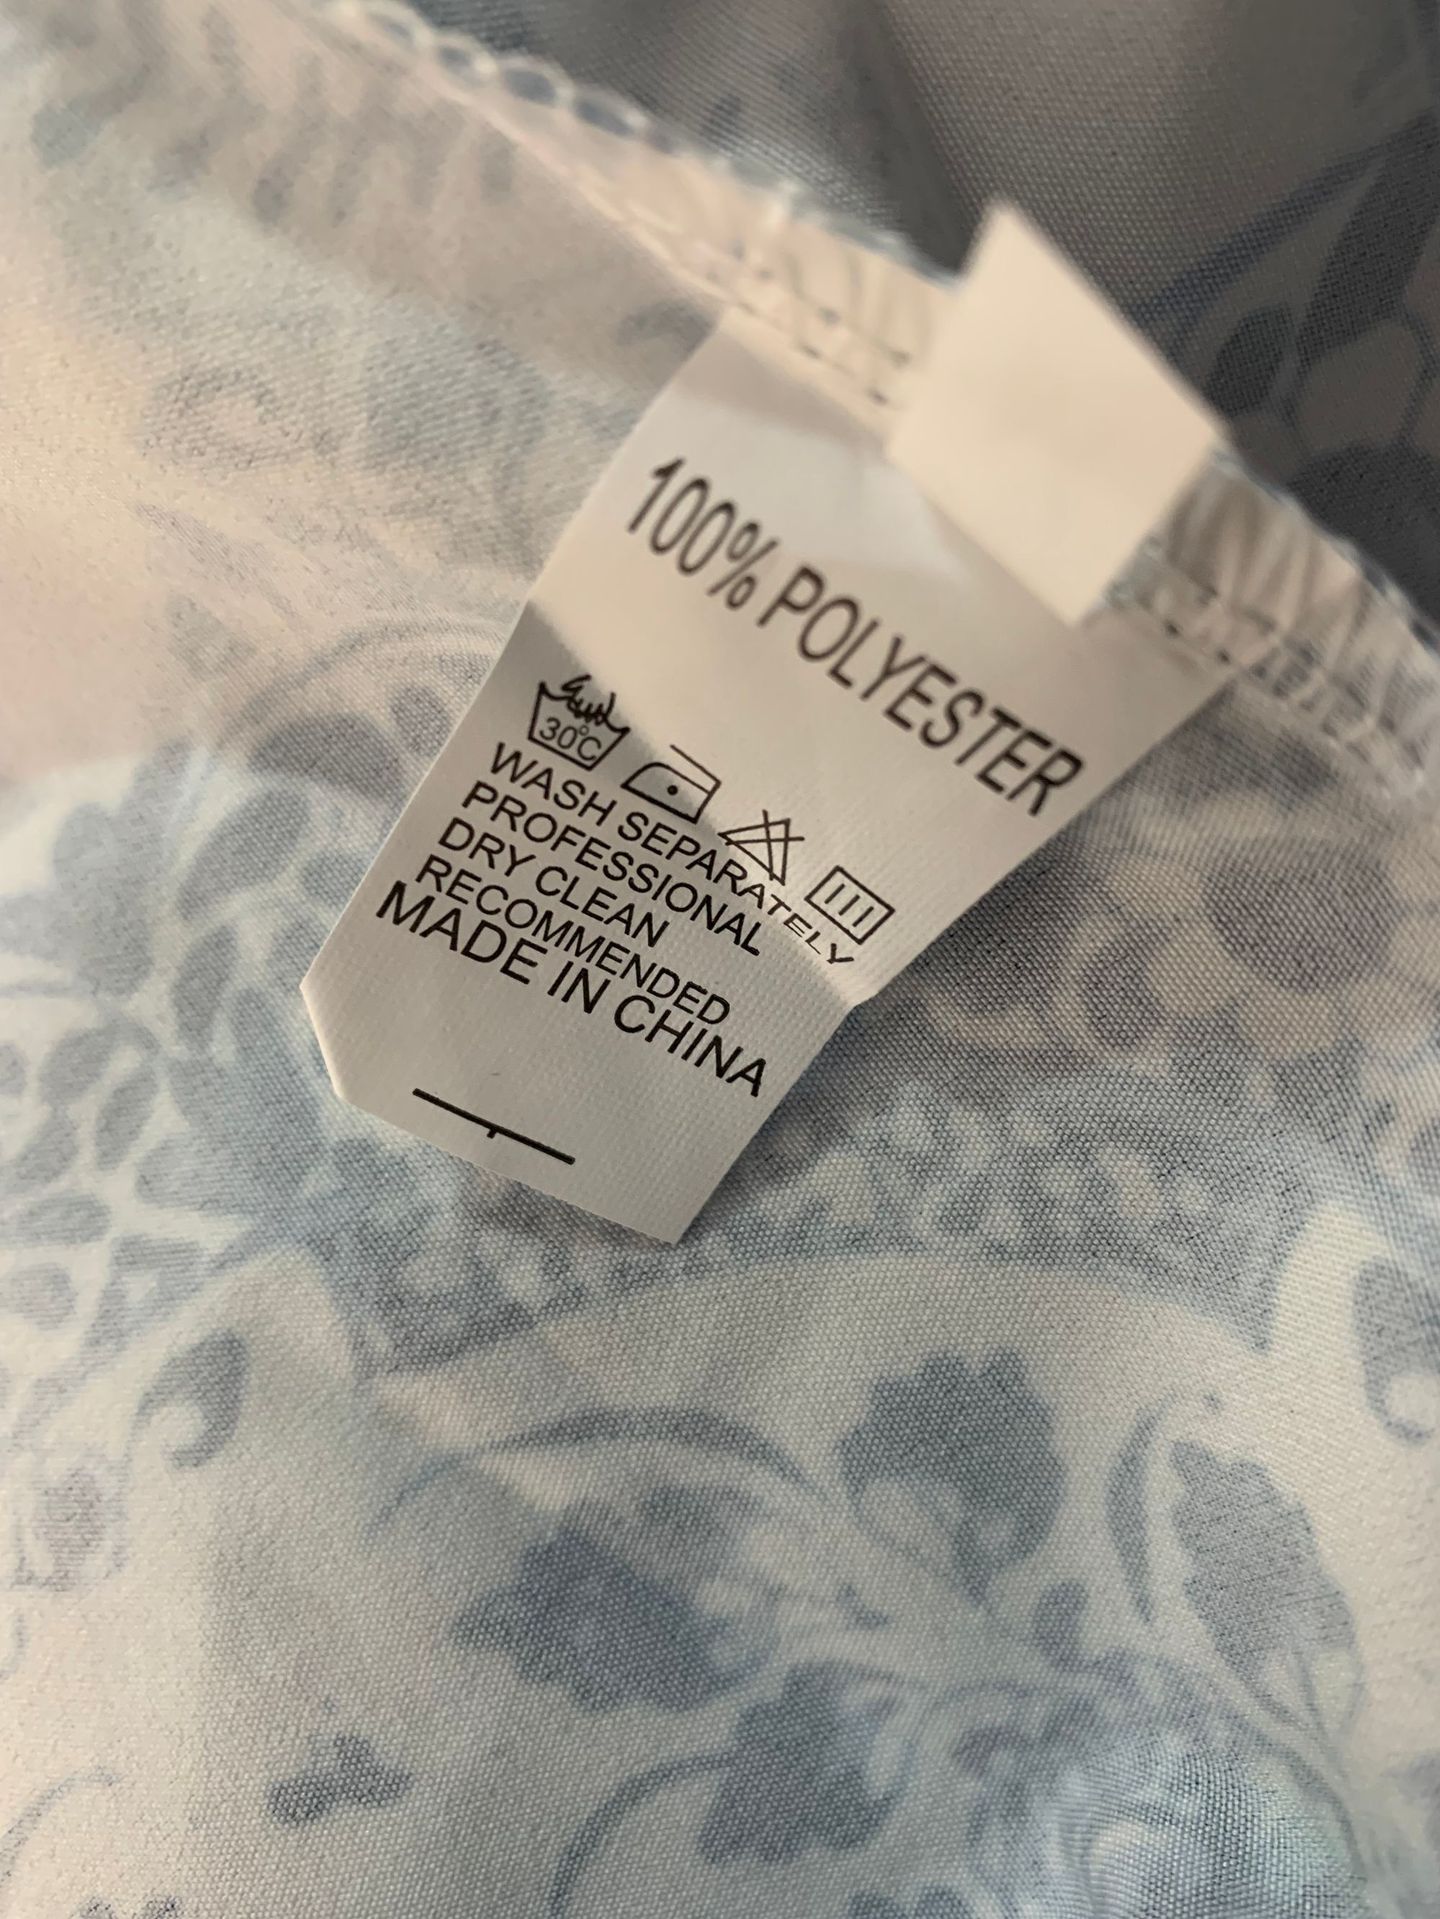 100% POLYESTER
30°C
WASH SEPARATELY
PROFESSIONAL
DRY CLEAN
RECOMMENDED
MADE IN CHINA